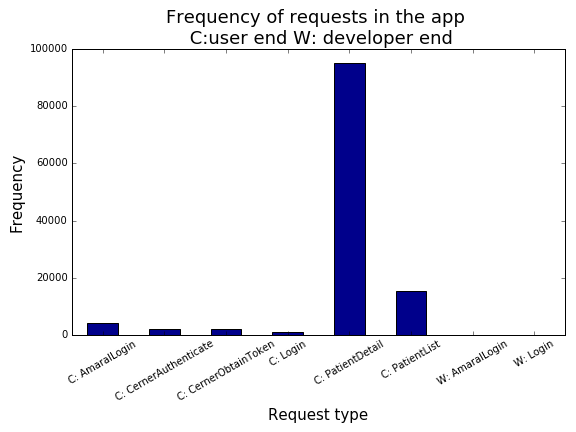 Frequency of requests in the app
C:user end W: developer end
100000
80000
60000
40000
20000
0
Frequency
C: AmaralLogin
C: CernerAuthenticate
C: CernerObtainToken
C: Login
C: PatientDetail
C: PatientList
W: AmaralLogin
W: Login
Request type